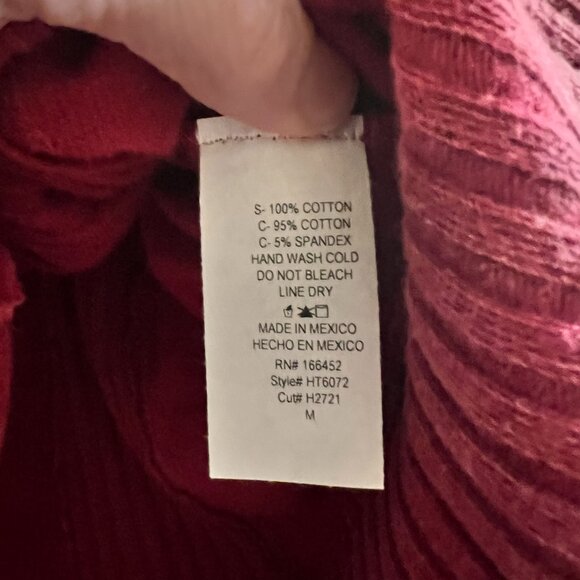 S- 100% COTTON
C- 95% COTTON
C- 5% SPANDEX
HAND WASH COLD
DO NOT BLEACH
LINE DRY
MADE IN MEXICO
HECHO EN MEXICO
RN# 166452
Style# HT6072
Cut# H2721
M